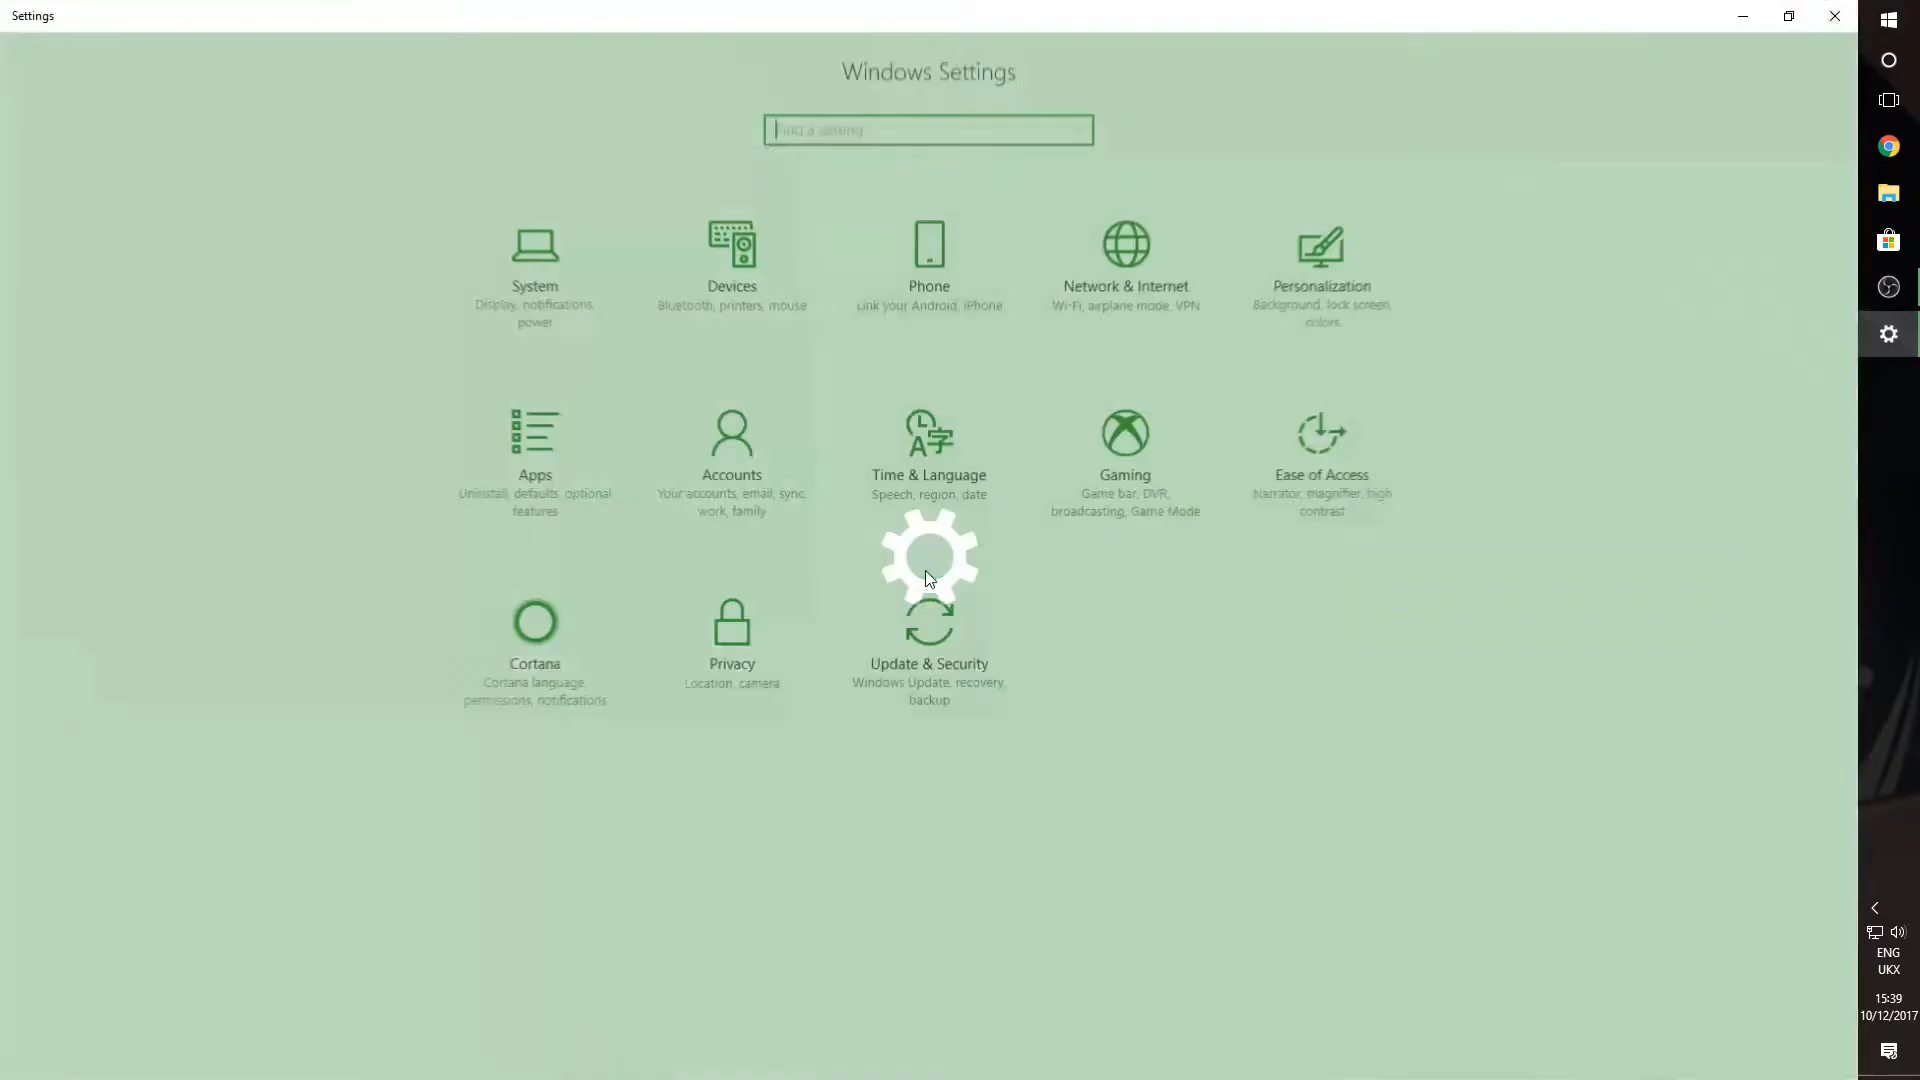 Settings
Windows Settings
Find a setting
System
Display, notifications,
power
Devices
Bluetooth, printers, mouse
Phone
Link your Android, iPhone
Network & Internet
Wi-Fi, airplane mode, VPN
Personalization
Background, lock screen,
colors
Apps
Uninstall, defaults, optional
features
Accounts
Your accounts, email, sync,
work, family
Time & Language
Speech, region, date
Gaming
Game bar, DVR,
broadcasting, Game Mode
Ease of Access
Narrator, magnifier, high
contrast
Cortana
Cortana language,
permissions, notifications
Privacy
Location, camera
Update & Security
Windows Update, recovery,
backup
ENG
UKX
15:39
10/12/2017